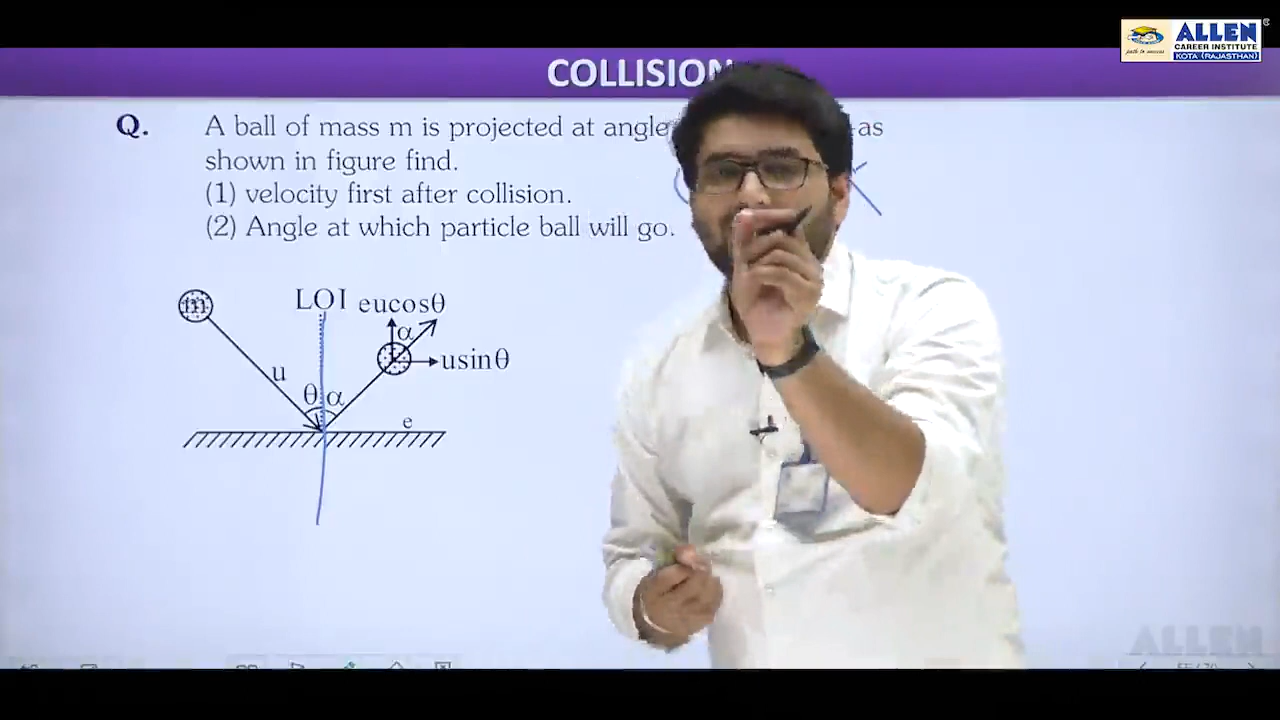 ALLEN
CAREER INSTITUTE
KOTA (RAJASTHAN)
COLLISION
Q. A ball of mass m is projected at angle as
shown in figure find.
(1) velocity first after collision.
(2) Angle at which particle ball will go.
m
LOI eucosθ
α
usinθ
u
θ α
e
ALLEN